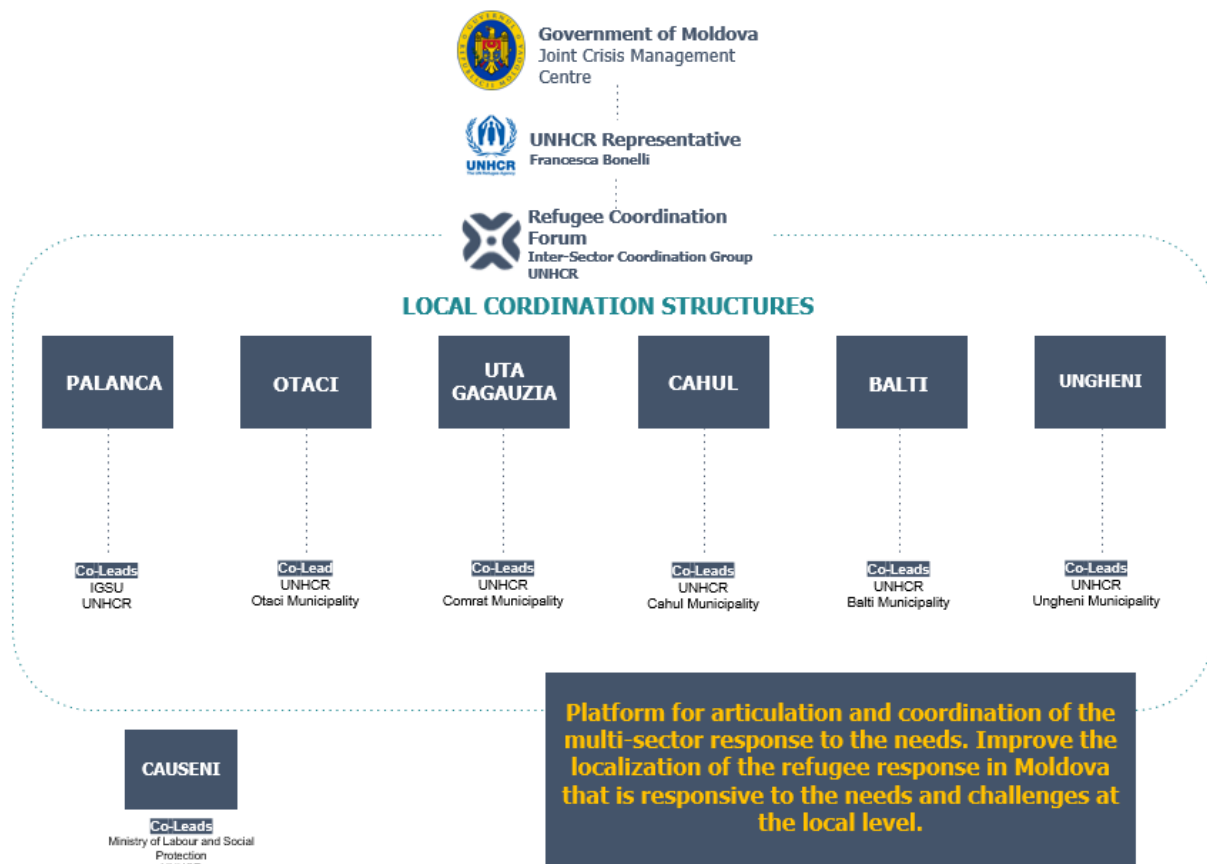 Government of Moldova
Joint Crisis Management
Centre
UNHCR
The UN Refugee Agency
UNHCR Representative
Francesca Bonelli
Refugee Coordination
Forum
Inter-Sector Coordination Group
UNHCR
LOCAL CORDINATION STRUCTURES
PALANCA
OTACI
UTA
GAGAUZIA
CAHUL
BALTI
UNGHENI
Co-Leads
IGSU
UNHCR
Co-Lead
UNHCR
Otaci Municipality
Co-Leads
UNHCR
Comrat Municipality
Co-Leads
UNHCR
Cahul Municipality
Co-Leads
UNHCR
Balti Municipality
Co-Leads
UNHCR
Ungheni Municipality
Platform for articulation and coordination of the
multi-sector response to the needs. Improve the
localization of the refugee response in Moldova
that is responsive to the needs and challenges at
the local level.
CAUSENI
Co-Leads
Ministry of Labour and Social
Protection